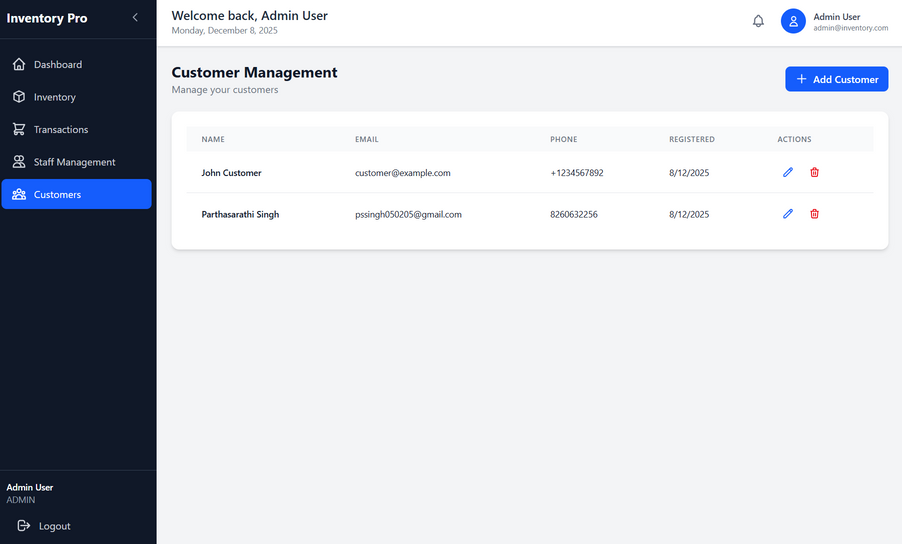 Inventory Pro
Dashboard
Inventory
Transactions
Staff Management
Customers
Admin User
ADMIN
Logout
Welcome back, Admin User
Monday, December 8, 2025
Admin User
admin@inventory.com
Customer Management
Manage your customers
Add Customer
NAME EMAIL PHONE REGISTERED ACTIONS
John Customer customer@example.com +1234567892 8/12/2025
Parthasarathi Singh pssingh050205@gmail.com 8260632256 8/12/2025